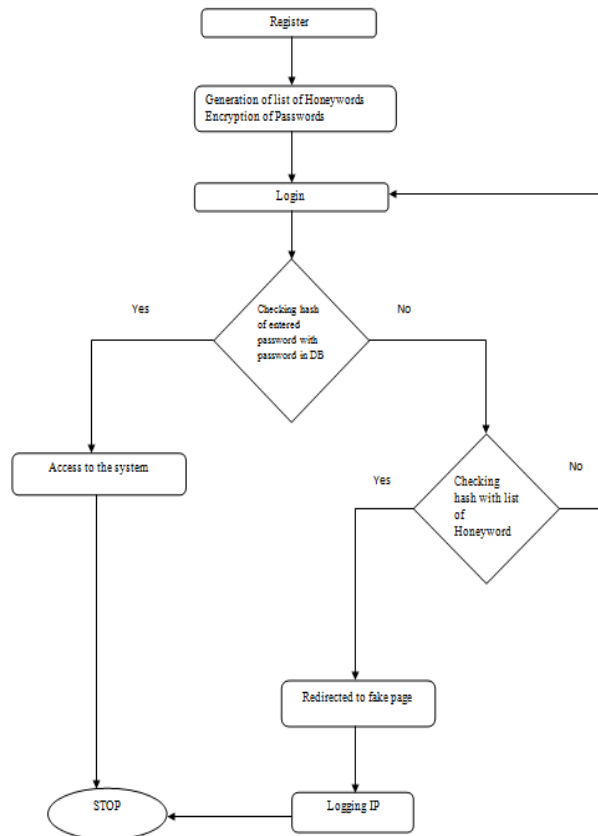 Register
Generation of list of Honeywords
Encryption of Passwords
Login
Checking hash
of entered
password with
password in DB
Yes
No
Access to the system
Checking
hash with list
of
Honeyword
Yes
No
Redirected to fake page
Logging IP
STOP